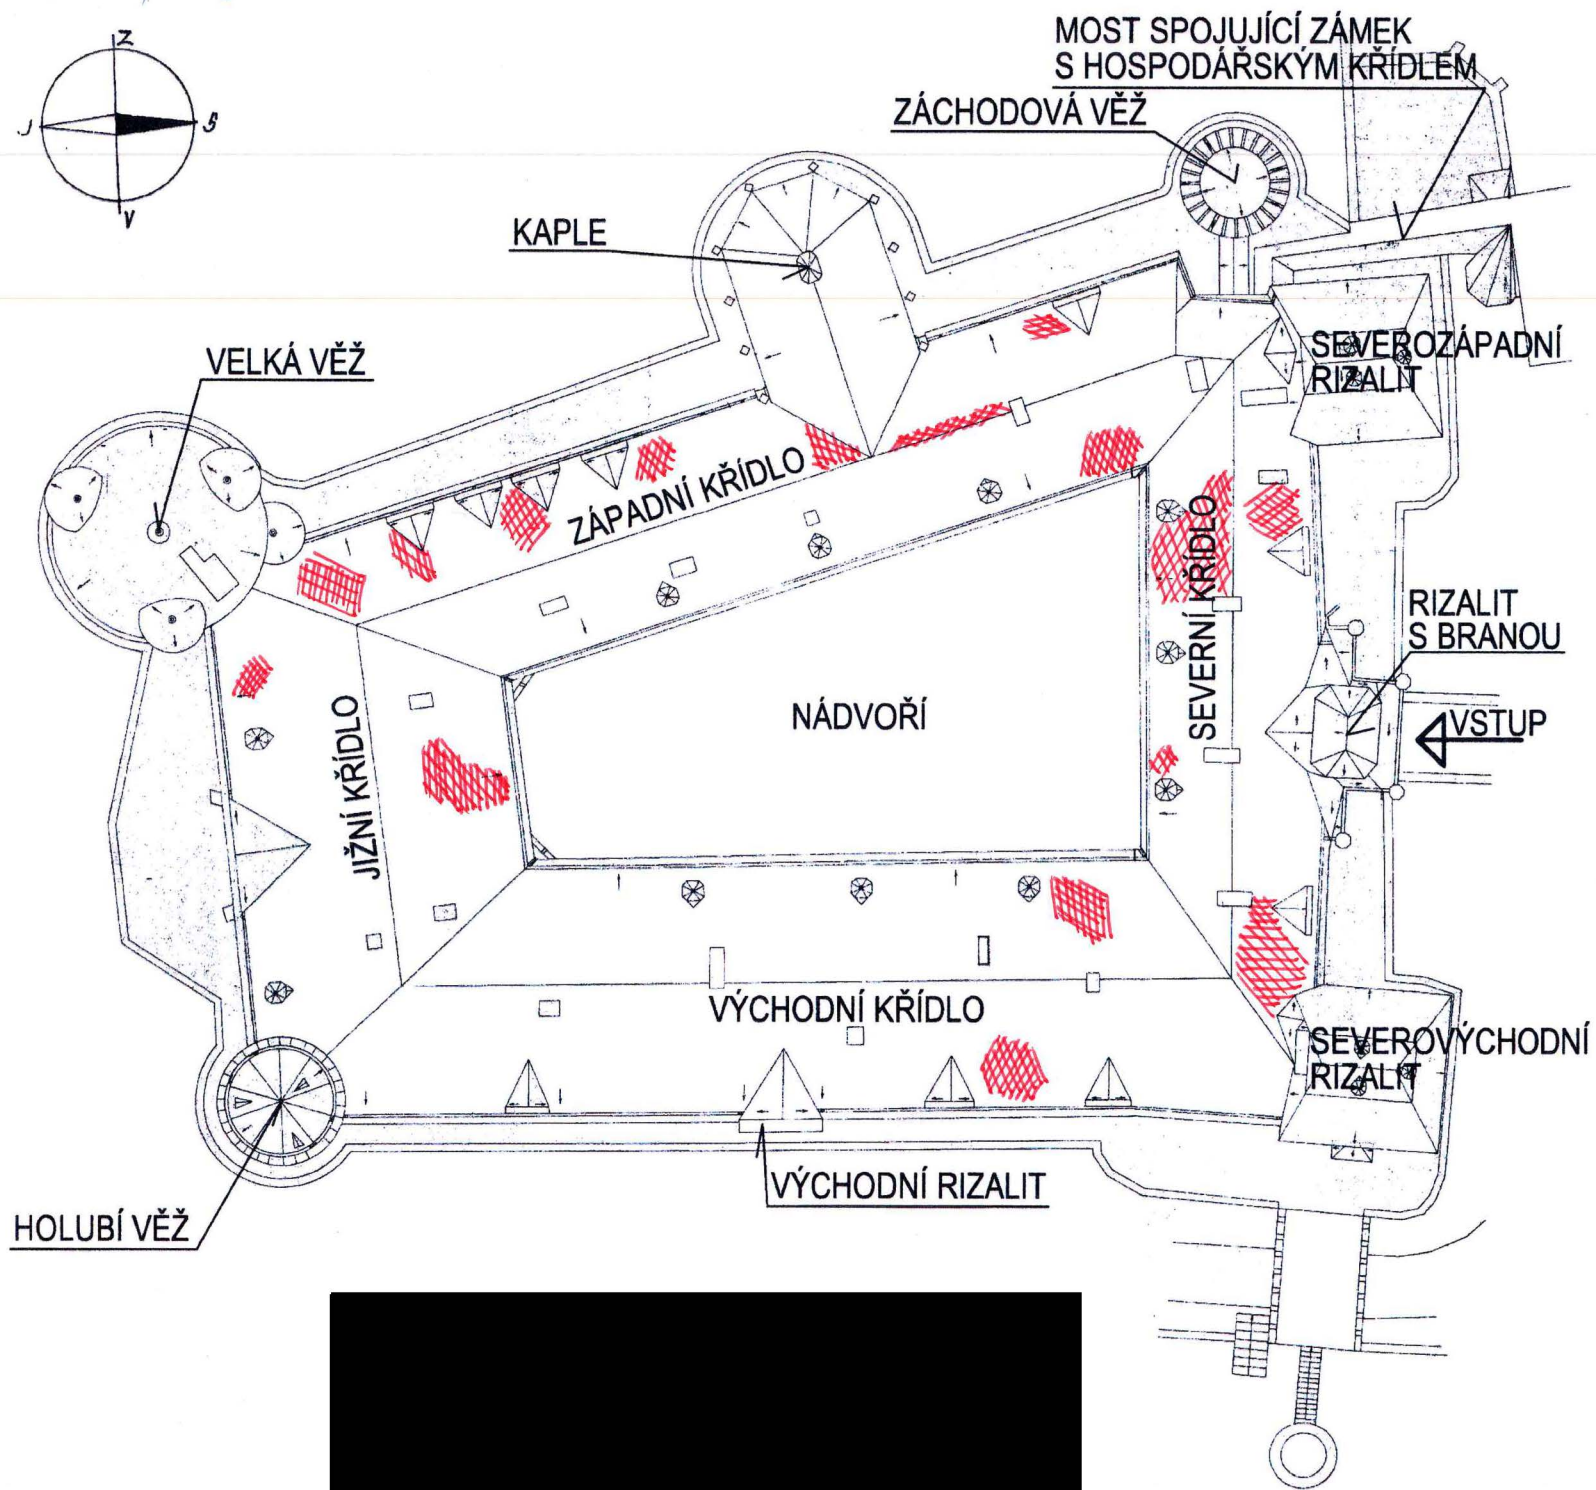 Z
J
S
V
MOST SPOJUJÍCÍ ZÁMEK
S HOSPODÁŘSKÝM KŘÍDLEM
ZÁCHODOVÁ VĚŽ
KAPLE
VELKÁ VĚŽ
SEVEROZÁPADNÍ
RIZALIT
ZÁPADNÍ KŘÍDLO
SEVERNÍ KŘÍDLO
RIZALIT
S BRANOU
NÁDVOŘÍ
VSTUP
JIŽNÍ KŘÍDLO
VÝCHODNÍ KŘÍDLO
SEVEROVÝCHODNÍ
RIZALIT
VÝCHODNÍ RIZALIT
HOLUBÍ VĚŽ